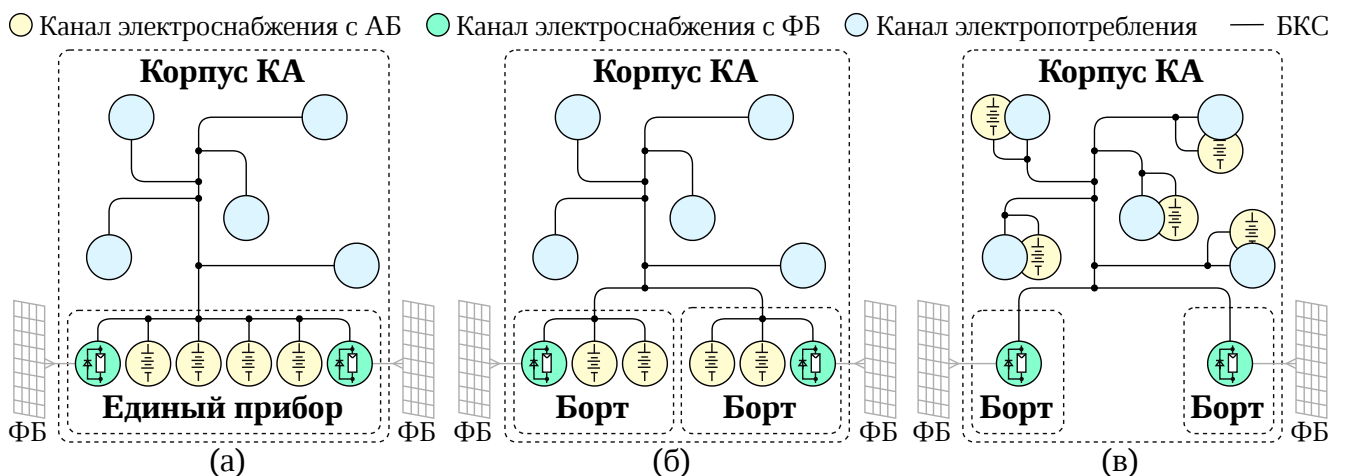 Канал электроснабжения с АБ Канал электроснабжения с ФБ Канал электропотребления БКС
Корпус КА Корпус КА Корпус КА
Единый прибор Борт Борт Борт Борт
ФБ ФБ ФБ ФБ ФБ ФБ
(а) (б) (в)